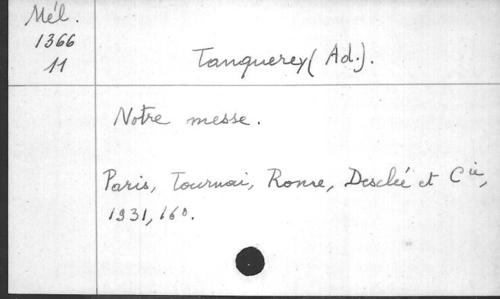 Mél.
1366
11
Tanquerey (Ad.).
Notre messe.
Paris, Tournai, Rome, Desclée et Cie,
1931, 16°.